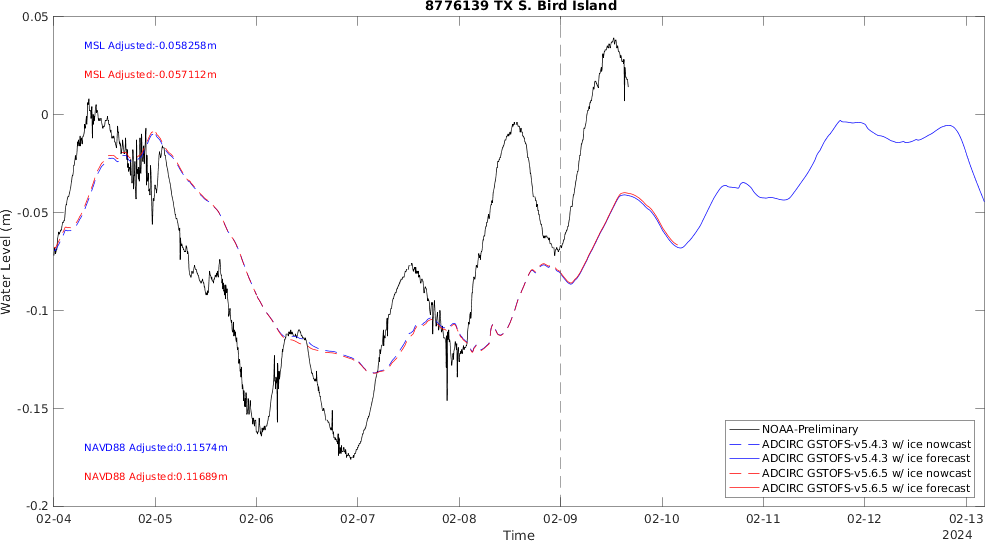 8776139 TX S. Bird Island
0.05
0
-0.05
-0.1
-0.15
-0.2
Water Level (m)
MSL Adjusted:-0.058258m
MSL Adjusted:-0.057112m
NAVD88 Adjusted:0.11574m
NAVD88 Adjusted:0.11689m
NOAA-Preliminary
ADCIRC GSTOFS-v5.4.3 w/ ice nowcast
ADCIRC GSTOFS-v5.4.3 w/ ice forecast
ADCIRC GSTOFS-v5.6.5 w/ ice nowcast
ADCIRC GSTOFS-v5.6.5 w/ ice forecast
02-04 02-05 02-06 02-07 02-08 02-09 02-10 02-11 02-12 02-13
Time
2024